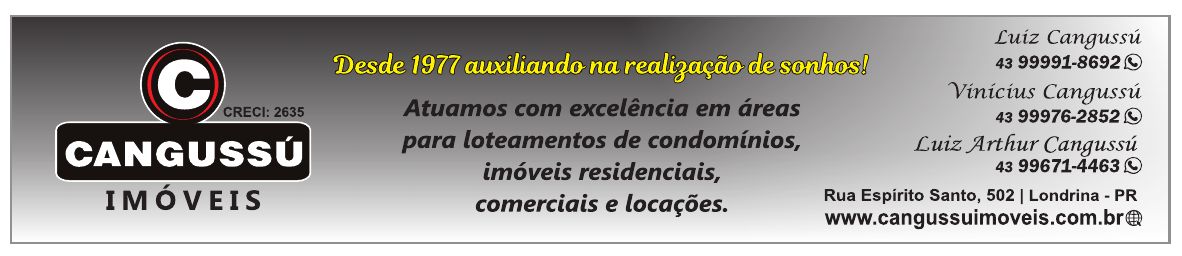 C
CRECI: 2635
CANGUSSÚ
IMÓVEIS
Desde 1977 auxiliando na realização de sonhos!
Atuamos com excelência em áreas
para loteamentos de condomínios,
imóveis residenciais,
comerciais e locações.
Luiz Cangussú
43 99991-8692
Vinícius Cangussú
43 99976-2852
Luiz Arthur Cangussú
43 99671-4463
Rua Espírito Santo, 502 | Londrina - PR
www.cangussuimoveis.com.br